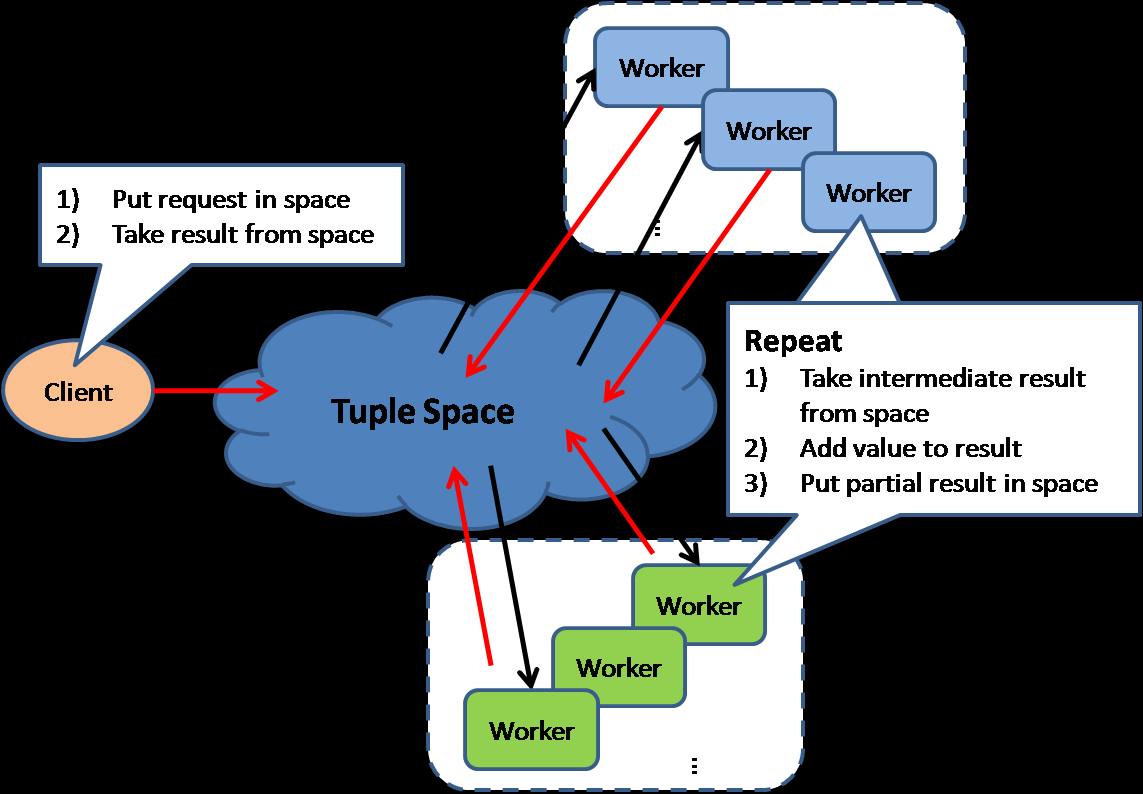 Worker
Worker
Worker
1) Put request in space
2) Take result from space
...
Client
Tuple Space
Repeat
1) Take intermediate result
from space
2) Add value to result
3) Put partial result in space
Worker
Worker
Worker
...